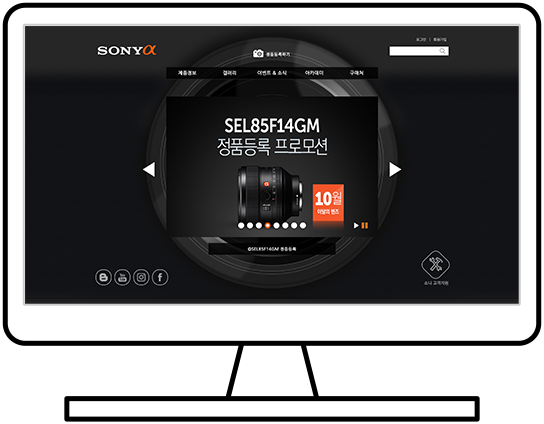 로그인 | 회원가입
SONY α
정품등록하기
제품정보 갤러리 이벤트 & 소식 아카데미 구매처
SEL85F14GM
정품등록 프로모션
10월
이달의 렌즈
SEL85F14GM 정품등록
You Tube
소니 고객지원